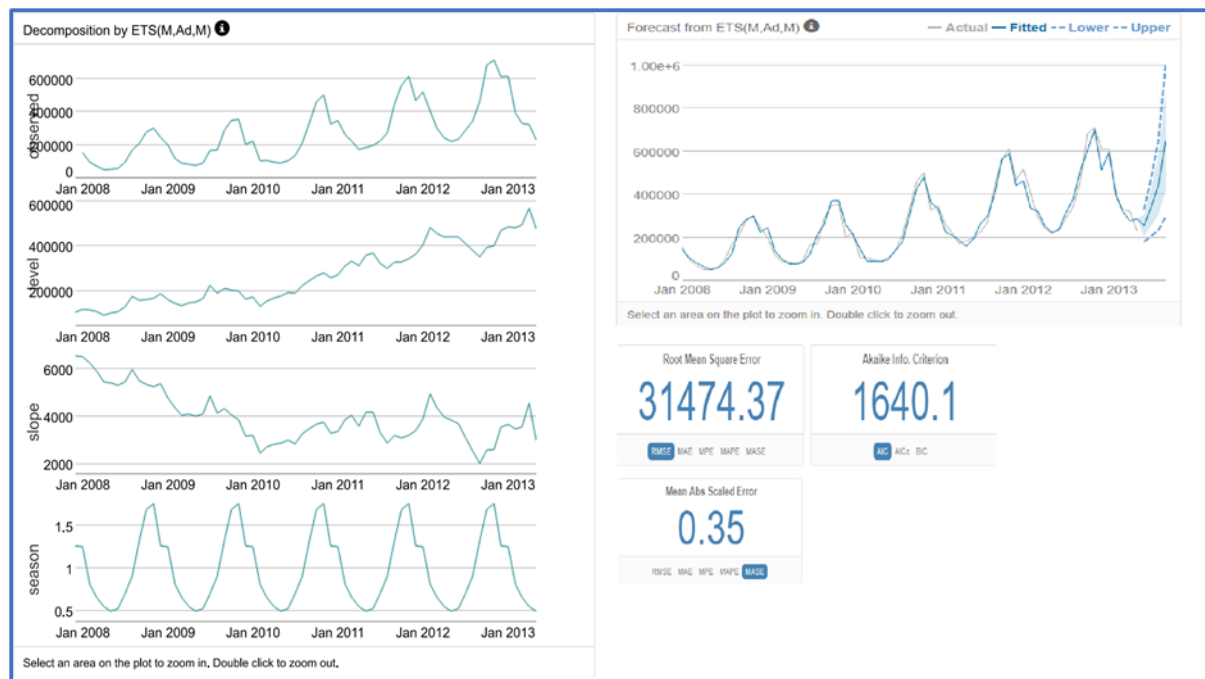 Decomposition by ETS(M,Ad,M)
observed
600000
400000
200000
0
Jan 2008 Jan 2009 Jan 2010 Jan 2011 Jan 2012 Jan 2013
level
600000
400000
200000
Jan 2008 Jan 2009 Jan 2010 Jan 2011 Jan 2012 Jan 2013
slope
6000
4000
2000
Jan 2008 Jan 2009 Jan 2010 Jan 2011 Jan 2012 Jan 2013
season
1.5
1
0.5
Jan 2008 Jan 2009 Jan 2010 Jan 2011 Jan 2012 Jan 2013
Select an area on the plot to zoom in. Double click to zoom out.
Forecast from ETS(M,Ad,M)
Actual Fitted Lower Upper
1.00e+6
800000
600000
400000
200000
0
Jan 2008 Jan 2009 Jan 2010 Jan 2011 Jan 2012 Jan 2013
Select an area on the plot to zoom in. Double click to zoom out.
Root Mean Square Error
31474.37
RMSE MAE MPE MAPE MASE
Akaike Info. Criterion
1640.1
AIC AICc BIC
Mean Abs Scaled Error
0.35
RMSE MAE MPE MAPE MASE